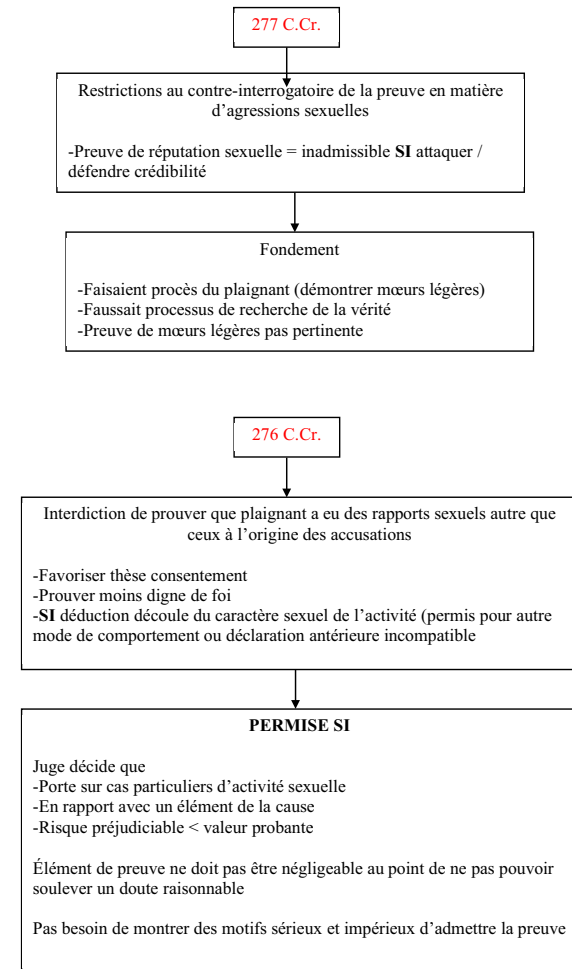 277 C.Cr.
Restrictions au contre-interrogatoire de la preuve en matière
d'agressions sexuelles
-Preuve de réputation sexuelle = inadmissible SI attaquer /
défendre crédibilité
Fondement
-Faisaient procès du plaignant (démontrer mœurs légères)
-Faussait processus de recherche de la vérité
-Preuve de mœurs légères pas pertinente
276 C.Cr.
Interdiction de prouver que plaignant a eu des rapports sexuels autre que
ceux à l'origine des accusations
-Favoriser thèse consentement
-Prouver moins digne de foi
-SI déduction découle du caractère sexuel de l'activité (permis pour autre
mode de comportement ou déclaration antérieure incompatible
PERMISE SI
Juge décide que
-Porte sur cas particuliers d'activité sexuelle
-En rapport avec un élément de la cause
-Risque préjudiciable < valeur probante
Élément de preuve ne doit pas être négligeable au point de ne pas pouvoir
soulever un doute raisonnable
Pas besoin de montrer des motifs sérieux et impérieux d'admettre la preuve